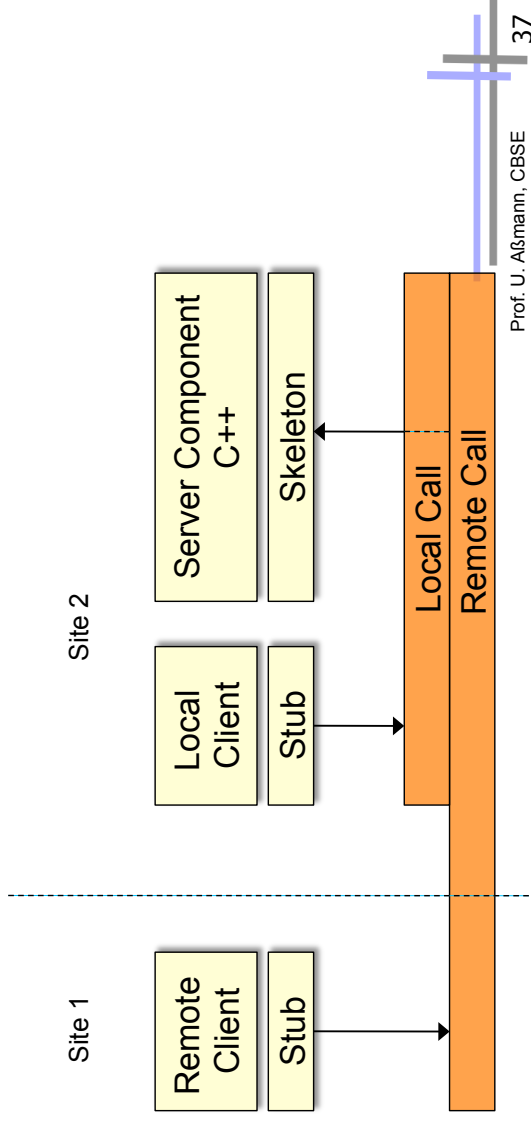 Site 1
Site 2
Remote
Client
Stub
Local
Client
Stub
Server Component
C++
Skeleton
Local Call
Remote Call
Prof. U. Aßmann, CBSE
37